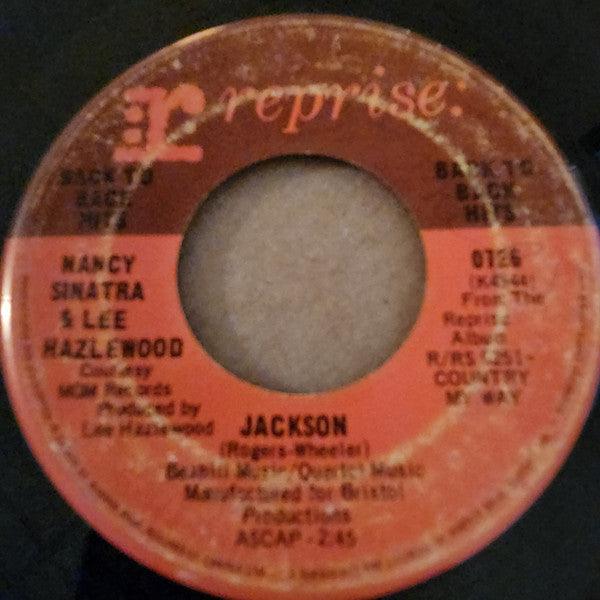 r reprise:
BACK TO
BACK
HITS
BACK TO
BACK
HITS
NANCY
SINATRA
& LEE
HAZLEWOOD
Courtesy
MGM Records
Produced by
Lee Hazlewood
0726
(K4544)
From The
Reprise
Album
R/RS 6251-
COUNTRY
MY WAY
JACKSON
(Rogers-Wheeler)
Bexhill Music/Quartet Music
Manufactured for Bristol
Productions
ASCAP - 2:45